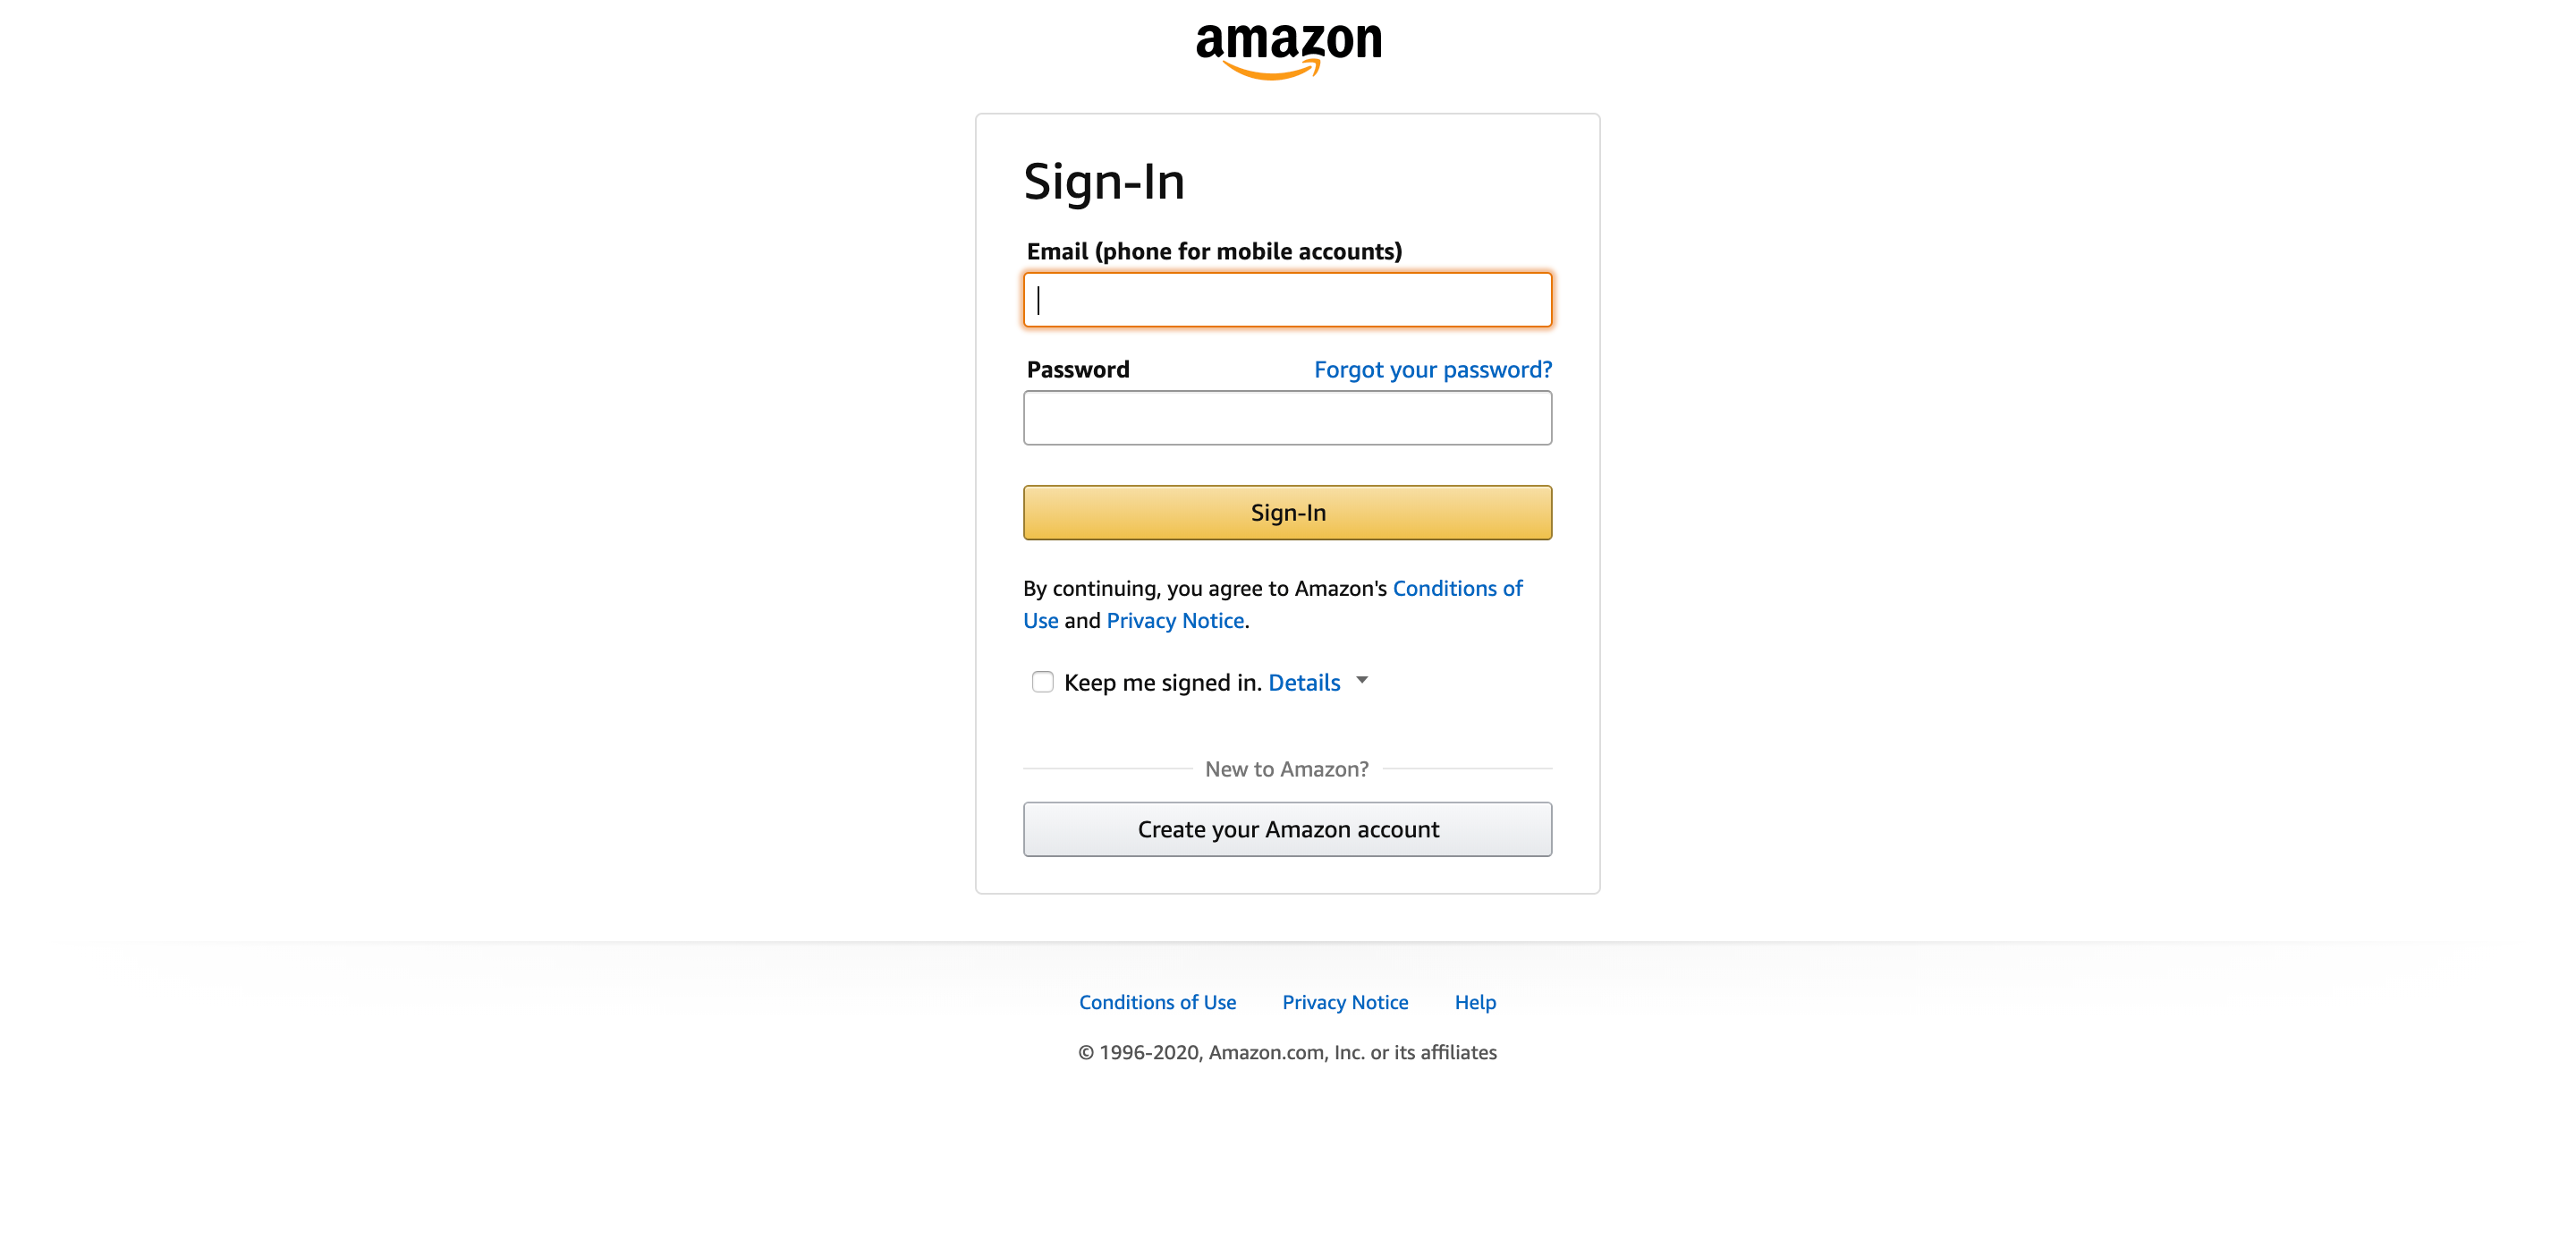 amazon
Sign-In
Email (phone for mobile accounts)
Password Forgot your password?
Sign-In
By continuing, you agree to Amazon's Conditions of
Use and Privacy Notice.
Keep me signed in. Details
New to Amazon?
Create your Amazon account
Conditions of Use Privacy Notice Help
© 1996-2020, Amazon.com, Inc. or its affiliates